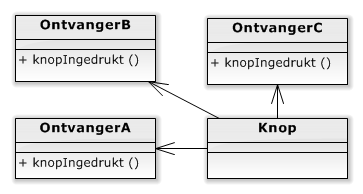 OntvangerB
+ knopIngedrukt ()
OntvangerC
+ knopIngedrukt ()
OntvangerA
+ knopIngedrukt ()
Knop